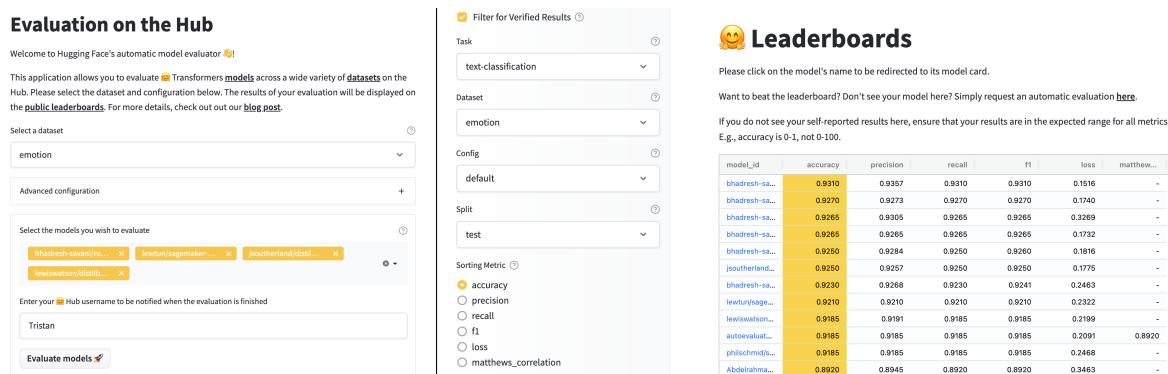 Evaluation on the Hub
Welcome to Hugging Face's automatic model evaluator 👋!
This application allows you to evaluate 🤗 Transformers models across a wide variety of datasets on the
Hub. Please select the dataset and configuration below. The results of your evaluation will be displayed on
the public leaderboards. For more details, check out out our blog post.
Select a dataset
emotion
Advanced configuration
Select the models you wish to evaluate
bhadresh-savani/ro...
lewtun/sagemaker-...
jsoutherland/distil...
lewiswatson/distilb...
Enter your 🤗 Hub username to be notified when the evaluation is finished
Tristan
Evaluate models 🚀
Filter for Verified Results
Task
text-classification
Dataset
emotion
Config
default
Split
test
Sorting Metric
accuracy
precision
recall
f1
loss
matthews_correlation
🤗 Leaderboards
Please click on the model's name to be redirected to its model card.
Want to beat the leaderboard? Don't see your model here? Simply request an automatic evaluation here.
If you do not see your self-reported results here, ensure that your results are in the expected range for all metrics
E.g., accuracy is 0-1, not 0-100.
model_id accuracy precision recall f1 loss matthew...
bhadresh-sa... 0.9310 0.9357 0.9310 0.9310 0.1516 -
bhadresh-sa... 0.9270 0.9273 0.9270 0.9270 0.1740 -
bhadresh-sa... 0.9265 0.9305 0.9265 0.9265 0.3269 -
bhadresh-sa... 0.9265 0.9265 0.9265 0.9265 0.1732 -
bhadresh-sa... 0.9250 0.9284 0.9250 0.9260 0.1816 -
jsoutherland... 0.9250 0.9257 0.9250 0.9250 0.1775 -
bhadresh-sa... 0.9230 0.9268 0.9230 0.9241 0.2463 -
lewtun/sage... 0.9210 0.9210 0.9210 0.9210 0.2322 -
lewiswatson... 0.9185 0.9191 0.9185 0.9185 0.2199 -
autoevaluat... 0.9185 0.9185 0.9185 0.9185 0.2091 0.8920
philschmid/s... 0.9185 0.9185 0.9185 0.9185 0.2468 -
Abdelrahma... 0.8920 0.8945 0.8920 0.8920 0.3463 -